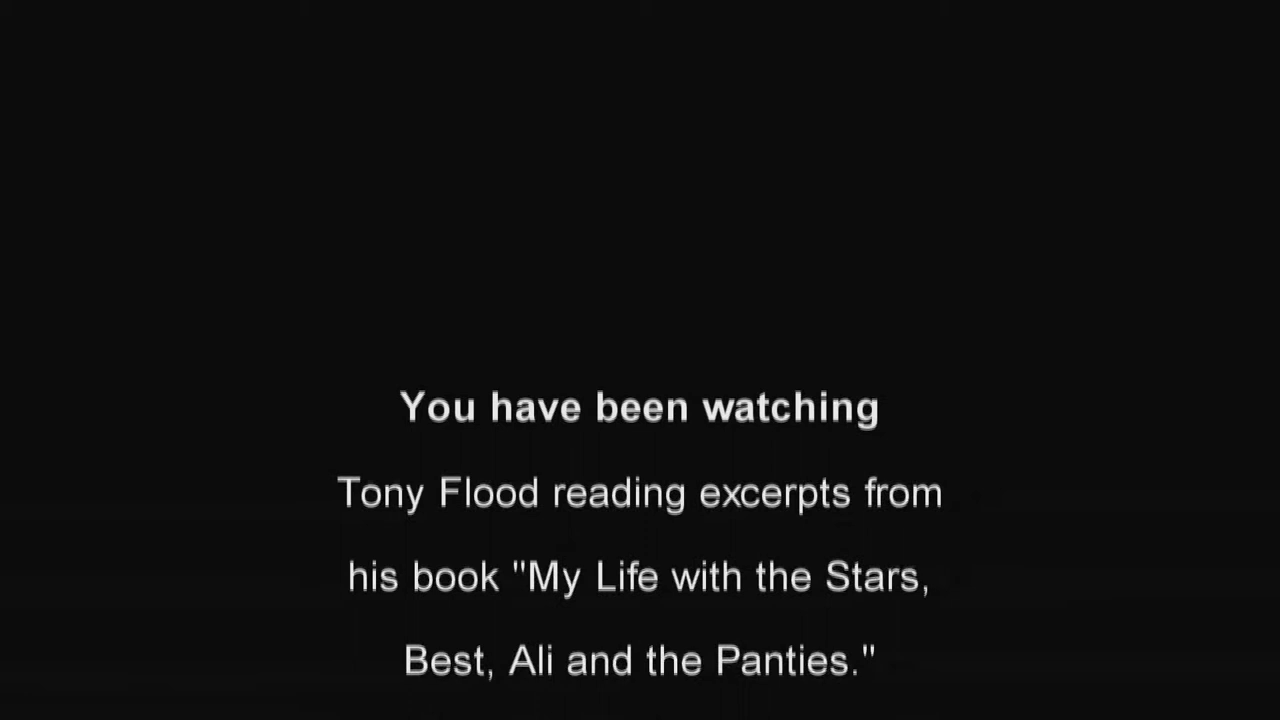 You have been watching
Tony Flood reading excerpts from
his book "My Life with the Stars,
Best, Ali and the Panties."